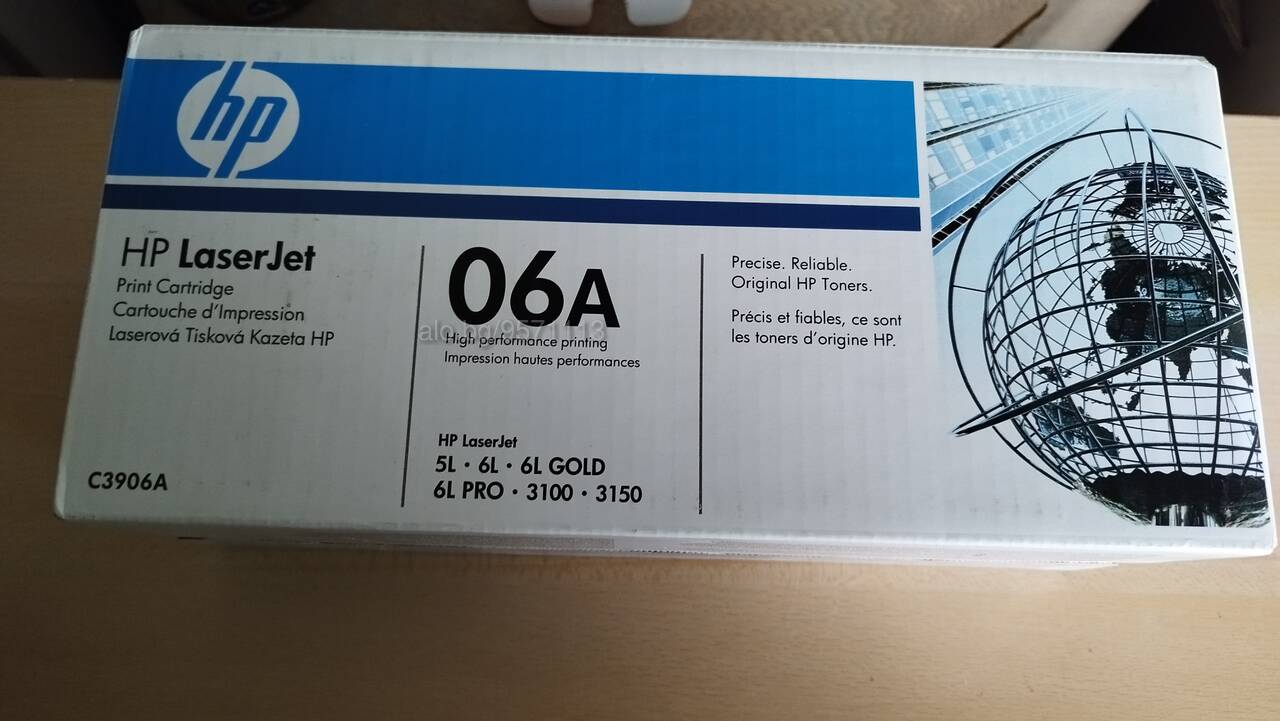 hp
HP LaserJet
Print Cartridge
Cartouche d'Impression
Laserová Tisková Kazeta HP
C3906A
06A
High performance printing
Impression hautes performances
HP LaserJet
5L · 6L · 6L GOLD
6L PRO · 3100 · 3150
Precise. Reliable.
Original HP Toners.
Précis et fiables, ce sont
les toners d'origine HP.